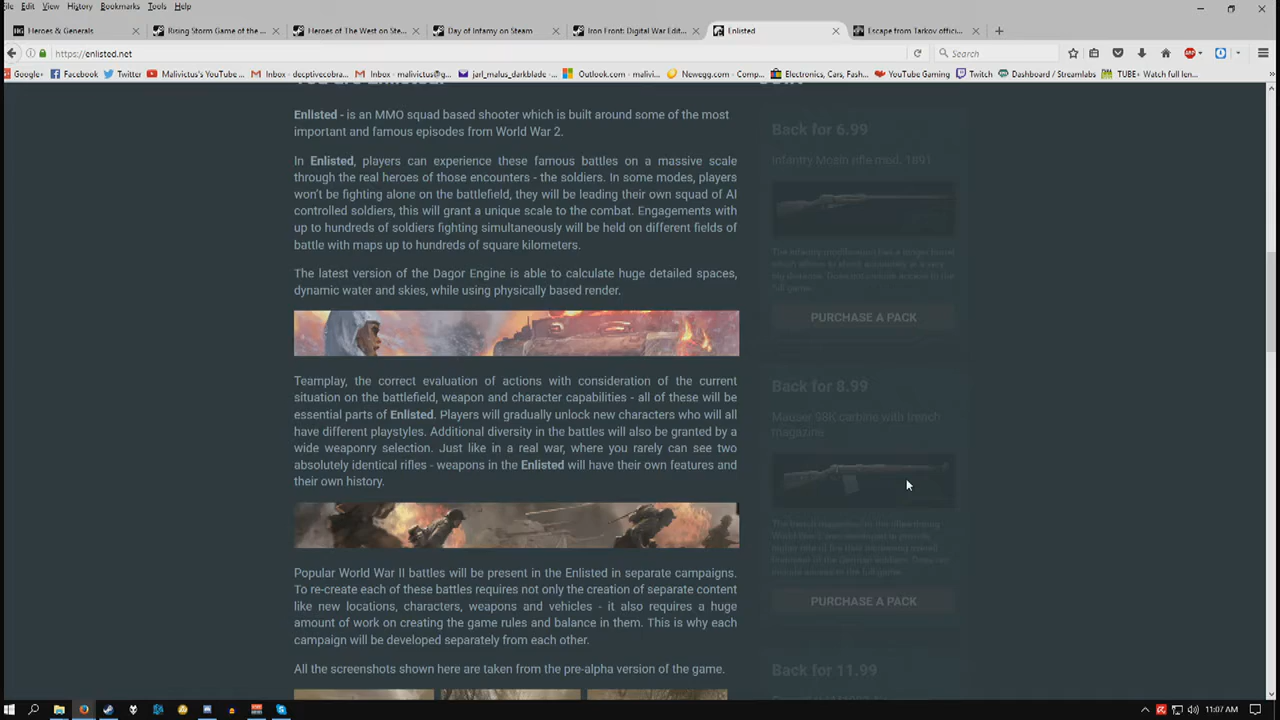 File Edit View History Bookmarks Tools Help
Heroes & Generals
Rising Storm Game of the ...
Heroes of The West on Ste...
Day of Infamy on Steam
Iron Front: Digital War Edit...
Enlisted
Escape from Tarkov offici...
https://enlisted.net
Search
Google+ Facebook Twitter Malivictus's YouTube ... Inbox - decptivecobra... Inbox - malivictus@g... jarl_malus_darkblade -... Outlook.com - malivi... Newegg.com - Comp... Electronics, Cars, Fash... YouTube Gaming Twitch Dashboard / Streamlabs TUBE+ Watch full len...
Enlisted - is an MMO squad based shooter which is built around some of the most
important and famous episodes from World War 2.
In Enlisted, players can experience these famous battles on a massive scale
through the real heroes of those encounters - the soldiers. In some modes, players
won't be fighting alone on the battlefield, they will be leading their own squad of AI
controlled soldiers, this will grant a unique scale to the combat. Engagements with
up to hundreds of soldiers fighting simultaneously will be held on different fields of
battle with maps up to hundreds of square kilometers.
The latest version of the Dagor Engine is able to calculate huge detailed spaces,
dynamic water and skies, while using physically based render.
Teamplay, the correct evaluation of actions with consideration of the current
situation on the battlefield, weapon and character capabilities - all of these will be
essential parts of Enlisted. Players will gradually unlock new characters who will all
have different playstyles. Additional diversity in the battles will also be granted by a
wide weaponry selection. Just like in a real war, where you rarely can see two
absolutely identical rifles - weapons in the Enlisted will have their own features and
their own history.
Popular World War II battles will be present in the Enlisted in separate campaigns.
To re-create each of these battles requires not only the creation of separate content
like new locations, characters, weapons and vehicles - it also requires a huge
amount of work on creating the game rules and balance in them. This is why each
campaign will be developed separately from each other.
All the screenshots shown here are taken from the pre-alpha version of the game.
Back for 6.99
Infantry Mosin rifle mod. 1891
PURCHASE A PACK
Back for 8.99
Mauser 98K carbine with trench
magazine
PURCHASE A PACK
Back for 11.99
11:07 AM